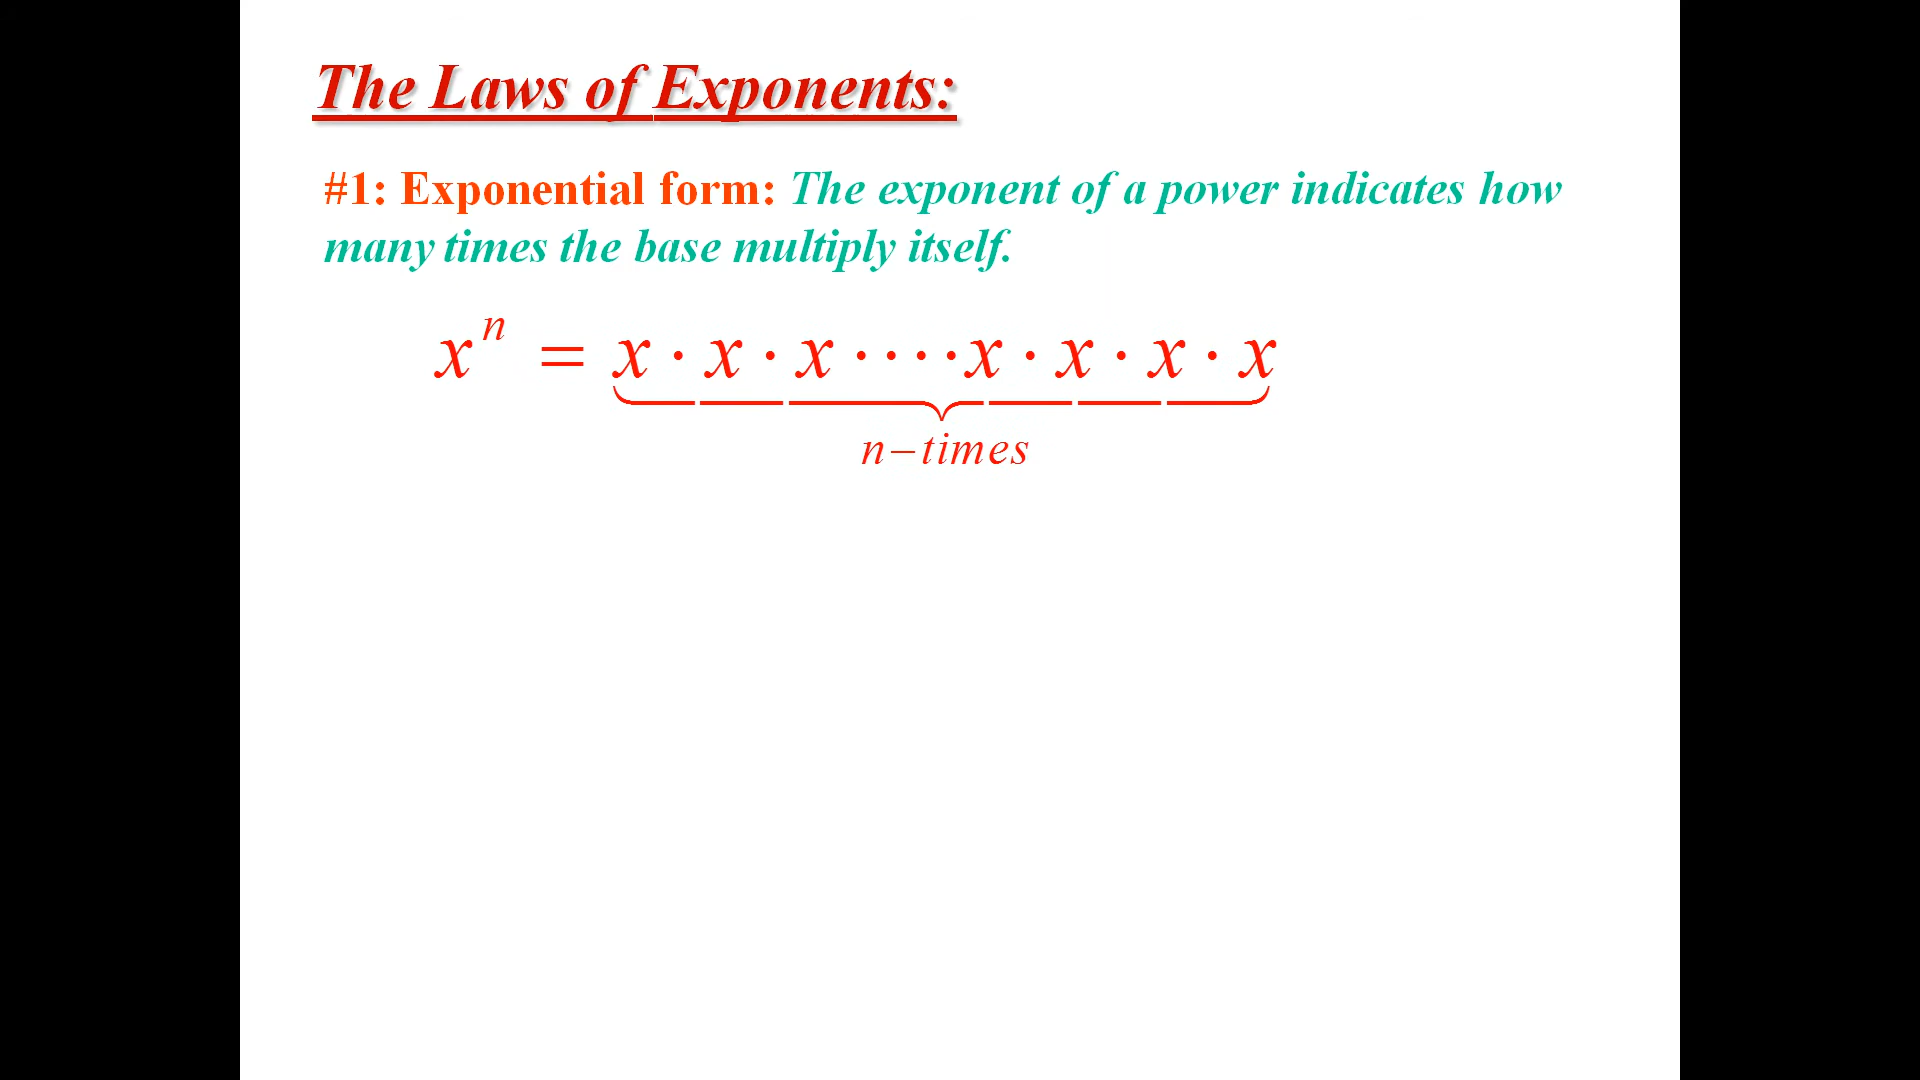 The Laws of Exponents:
#1: Exponential form: The exponent of a power indicates how
many times the base multiply itself.
xⁿ = x · x · x · · · · x · x · x · x
n – times